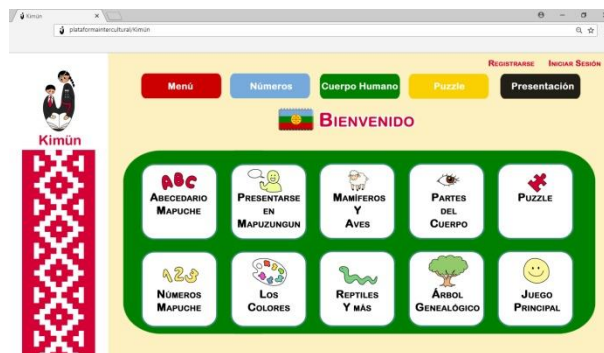 Kimün
plataformaintercultural/Kimün
REGISTRARSE INICIAR SESIÓN
Menú
Números
Cuerpo Humano
Puzzle
Presentación
BIENVENIDO
Kimün
ABC
ABECEDARIO
MAPUCHE
PRESENTARSE
EN
MAPUZUNGUN
MAMÍFEROS
Y
AVES
PARTES
DEL
CUERPO
PUZZLE
123
NÚMEROS
MAPUCHE
LOS
COLORES
REPTILES
Y MÁS
ÁRBOL
GENEALÓGICO
JUEGO
PRINCIPAL